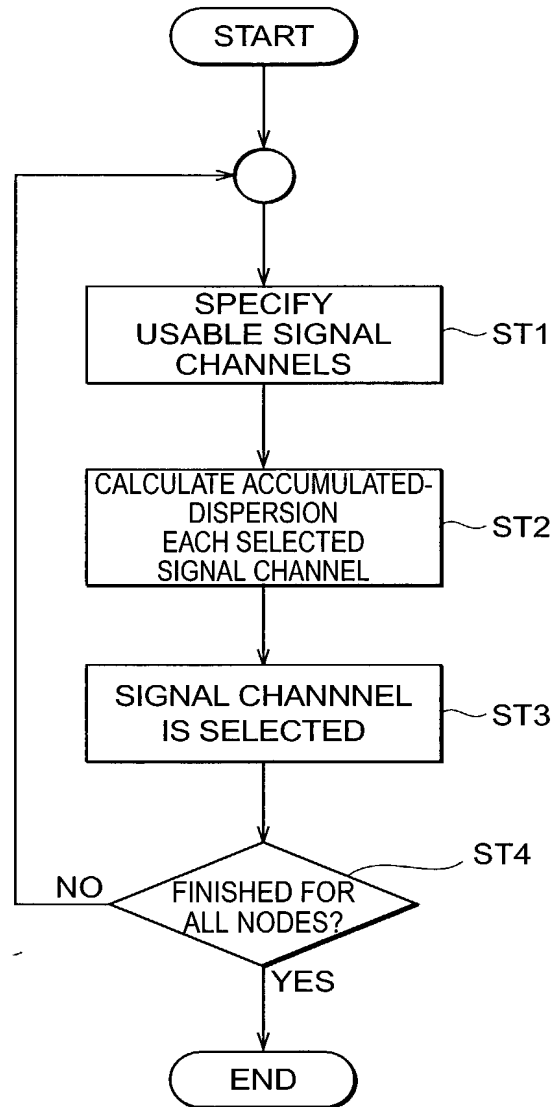 START
SPECIFY
USABLE SIGNAL
CHANNELS
ST1
CALCULATE ACCUMULATED-
DISPERSION
EACH SELECTED
SIGNAL CHANNEL
ST2
SIGNAL CHANNNEL
IS SELECTED
ST3
ST4
NO
FINISHED FOR
ALL NODES?
YES
END